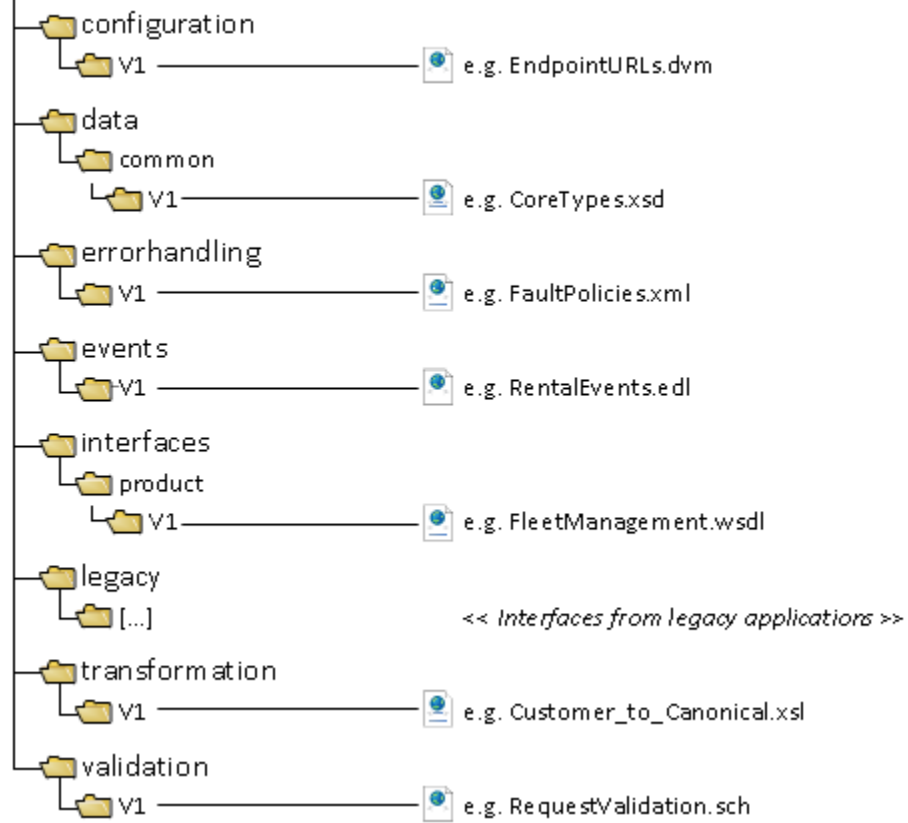 configuration
V1 e.g. EndpointURLs.dvm
data
common
V1 e.g. CoreTypes.xsd
errorhandling
V1 e.g. FaultPolicies.xml
events
V1 e.g. RentalEvents.edl
interfaces
product
V1 e.g. FleetManagement.wsdl
legacy
[...] << Interfaces from legacy applications >>
transformation
V1 e.g. Customer_to_Canonical.xsl
validation
V1 e.g. RequestValidation.sch